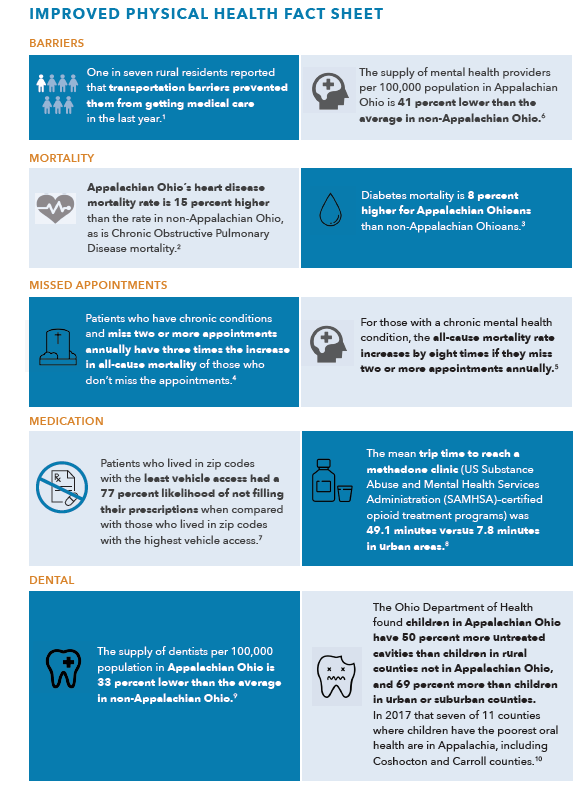 IMPROVED PHYSICAL HEALTH FACT SHEET
BARRIERS
One in seven rural residents reported
that transportation barriers prevented
them from getting medical care
in the last year.¹
The supply of mental health providers
per 100,000 population in Appalachian
Ohio is 41 percent lower than the
average in non-Appalachian Ohio.⁶
MORTALITY
Appalachian Ohio's heart disease
mortality rate is 15 percent higher
than the rate in non-Appalachian Ohio,
as is Chronic Obstructive Pulmonary
Disease mortality.²
Diabetes mortality is 8 percent
higher for Appalachian Ohioans
than non-Appalachian Ohioans.³
MISSED APPOINTMENTS
Patients who have chronic conditions
and miss two or more appointments
annually have three times the increase
in all-cause mortality of those who
don't miss the appointments.⁴
For those with a chronic mental health
condition, the all-cause mortality rate
increases by eight times if they miss
two or more appointments annually.⁵
MEDICATION
Patients who lived in zip codes
with the least vehicle access had a
77 percent likelihood of not filling
their prescriptions when compared
with those who lived in zip codes
with the highest vehicle access.⁷
The mean trip time to reach a
methadone clinic (US Substance
Abuse and Mental Health Services
Administration (SAMHSA)–certified
opioid treatment programs) was
49.1 minutes versus 7.8 minutes
in urban areas.⁸
DENTAL
The supply of dentists per 100,000
population in Appalachian Ohio is
33 percent lower than the average
in non-Appalachian Ohio.⁹
The Ohio Department of Health
found children in Appalachian Ohio
have 50 percent more untreated
cavities than children in rural
counties not in Appalachian Ohio,
and 69 percent more than children
in urban or suburban counties.
In 2017 that seven of 11 counties
where children have the poorest oral
health are in Appalachia, including
Coshocton and Carroll counties.¹⁰